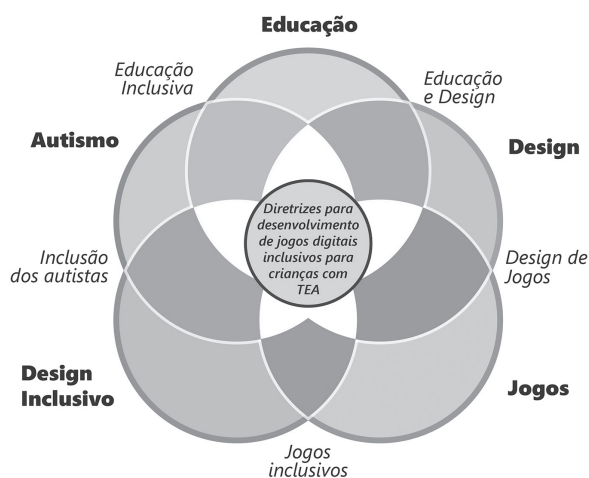 Educação
Educação
Inclusiva
Educação
e Design
Autismo
Design
Diretrizes para
desenvolvimento
de jogos digitais
inclusivos para
crianças com
TEA
Inclusão
dos autistas
Design de
Jogos
Design
Inclusivo
Jogos
Jogos
inclusivos